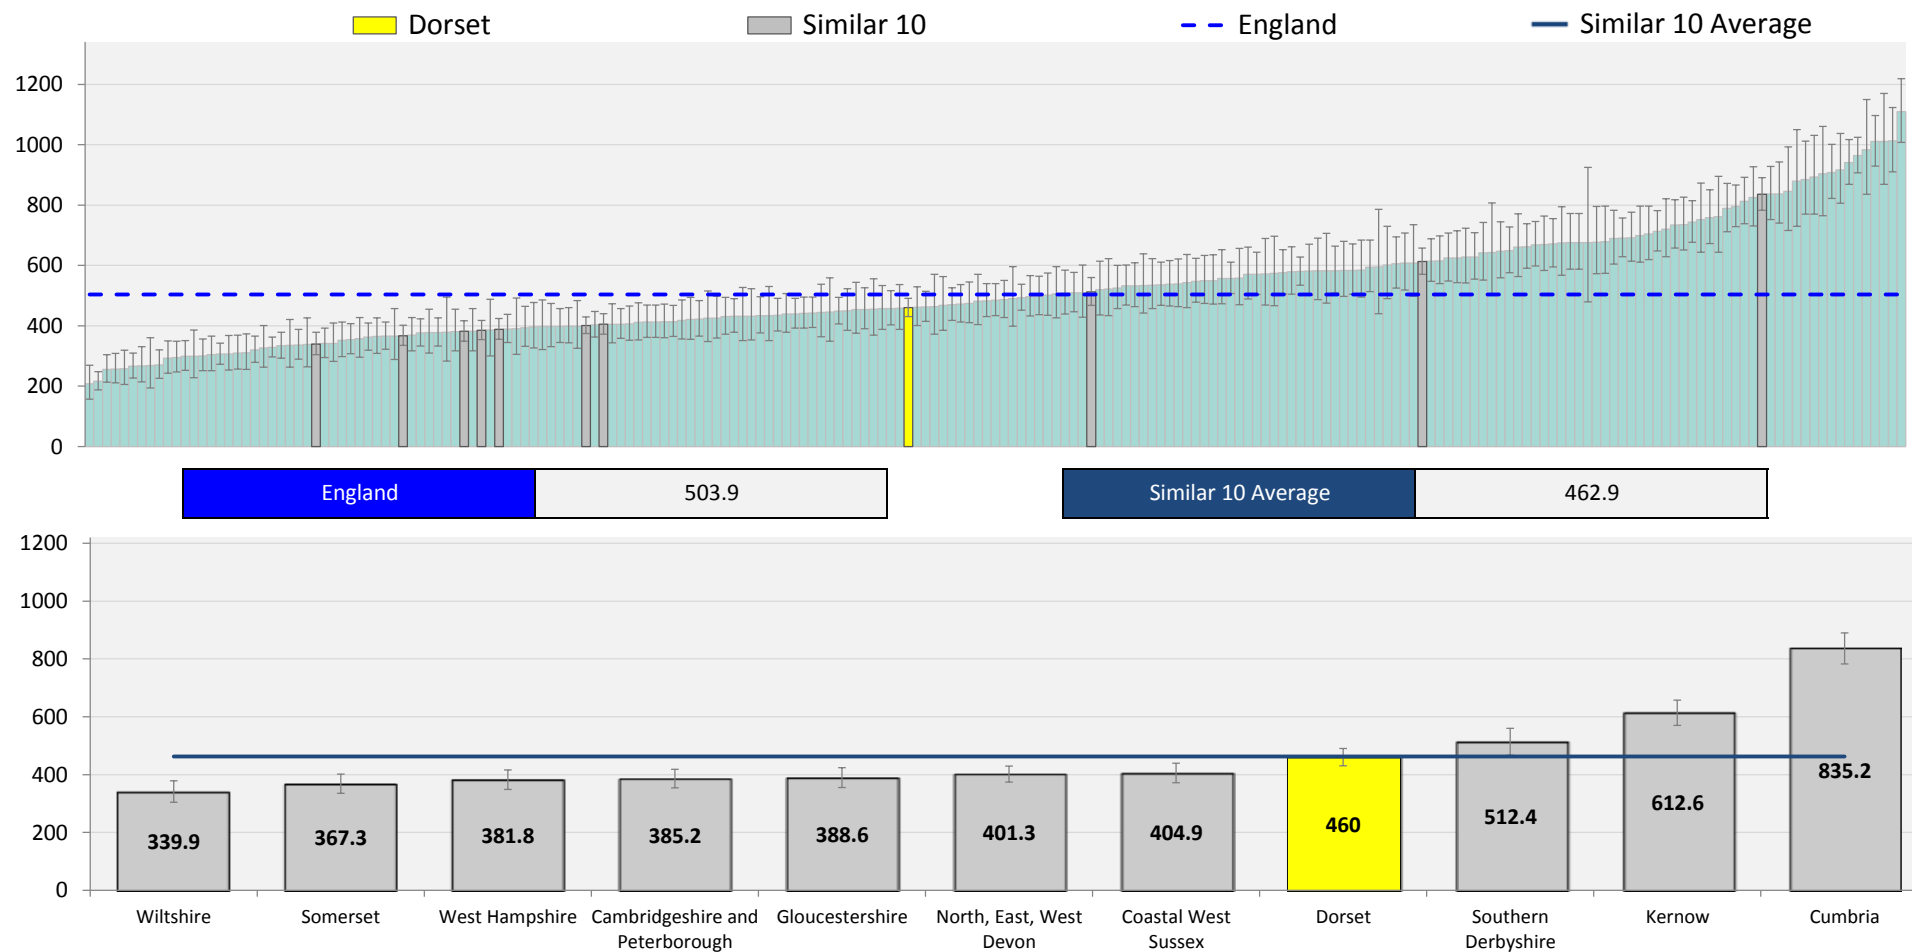 Dorset Similar 10 England Similar 10 Average
1200
1000
800
600
400
200
0
England 503.9 Similar 10 Average 462.9
1200
1000
800
600
400
200
0
339.9 367.3 381.8 385.2 388.6 401.3 404.9 460 512.4 612.6 835.2
Wiltshire Somerset West Hampshire Cambridgeshire and Gloucestershire North, East, West Coastal West Dorset Southern Kernow Cumbria
Peterborough Devon Sussex Derbyshire